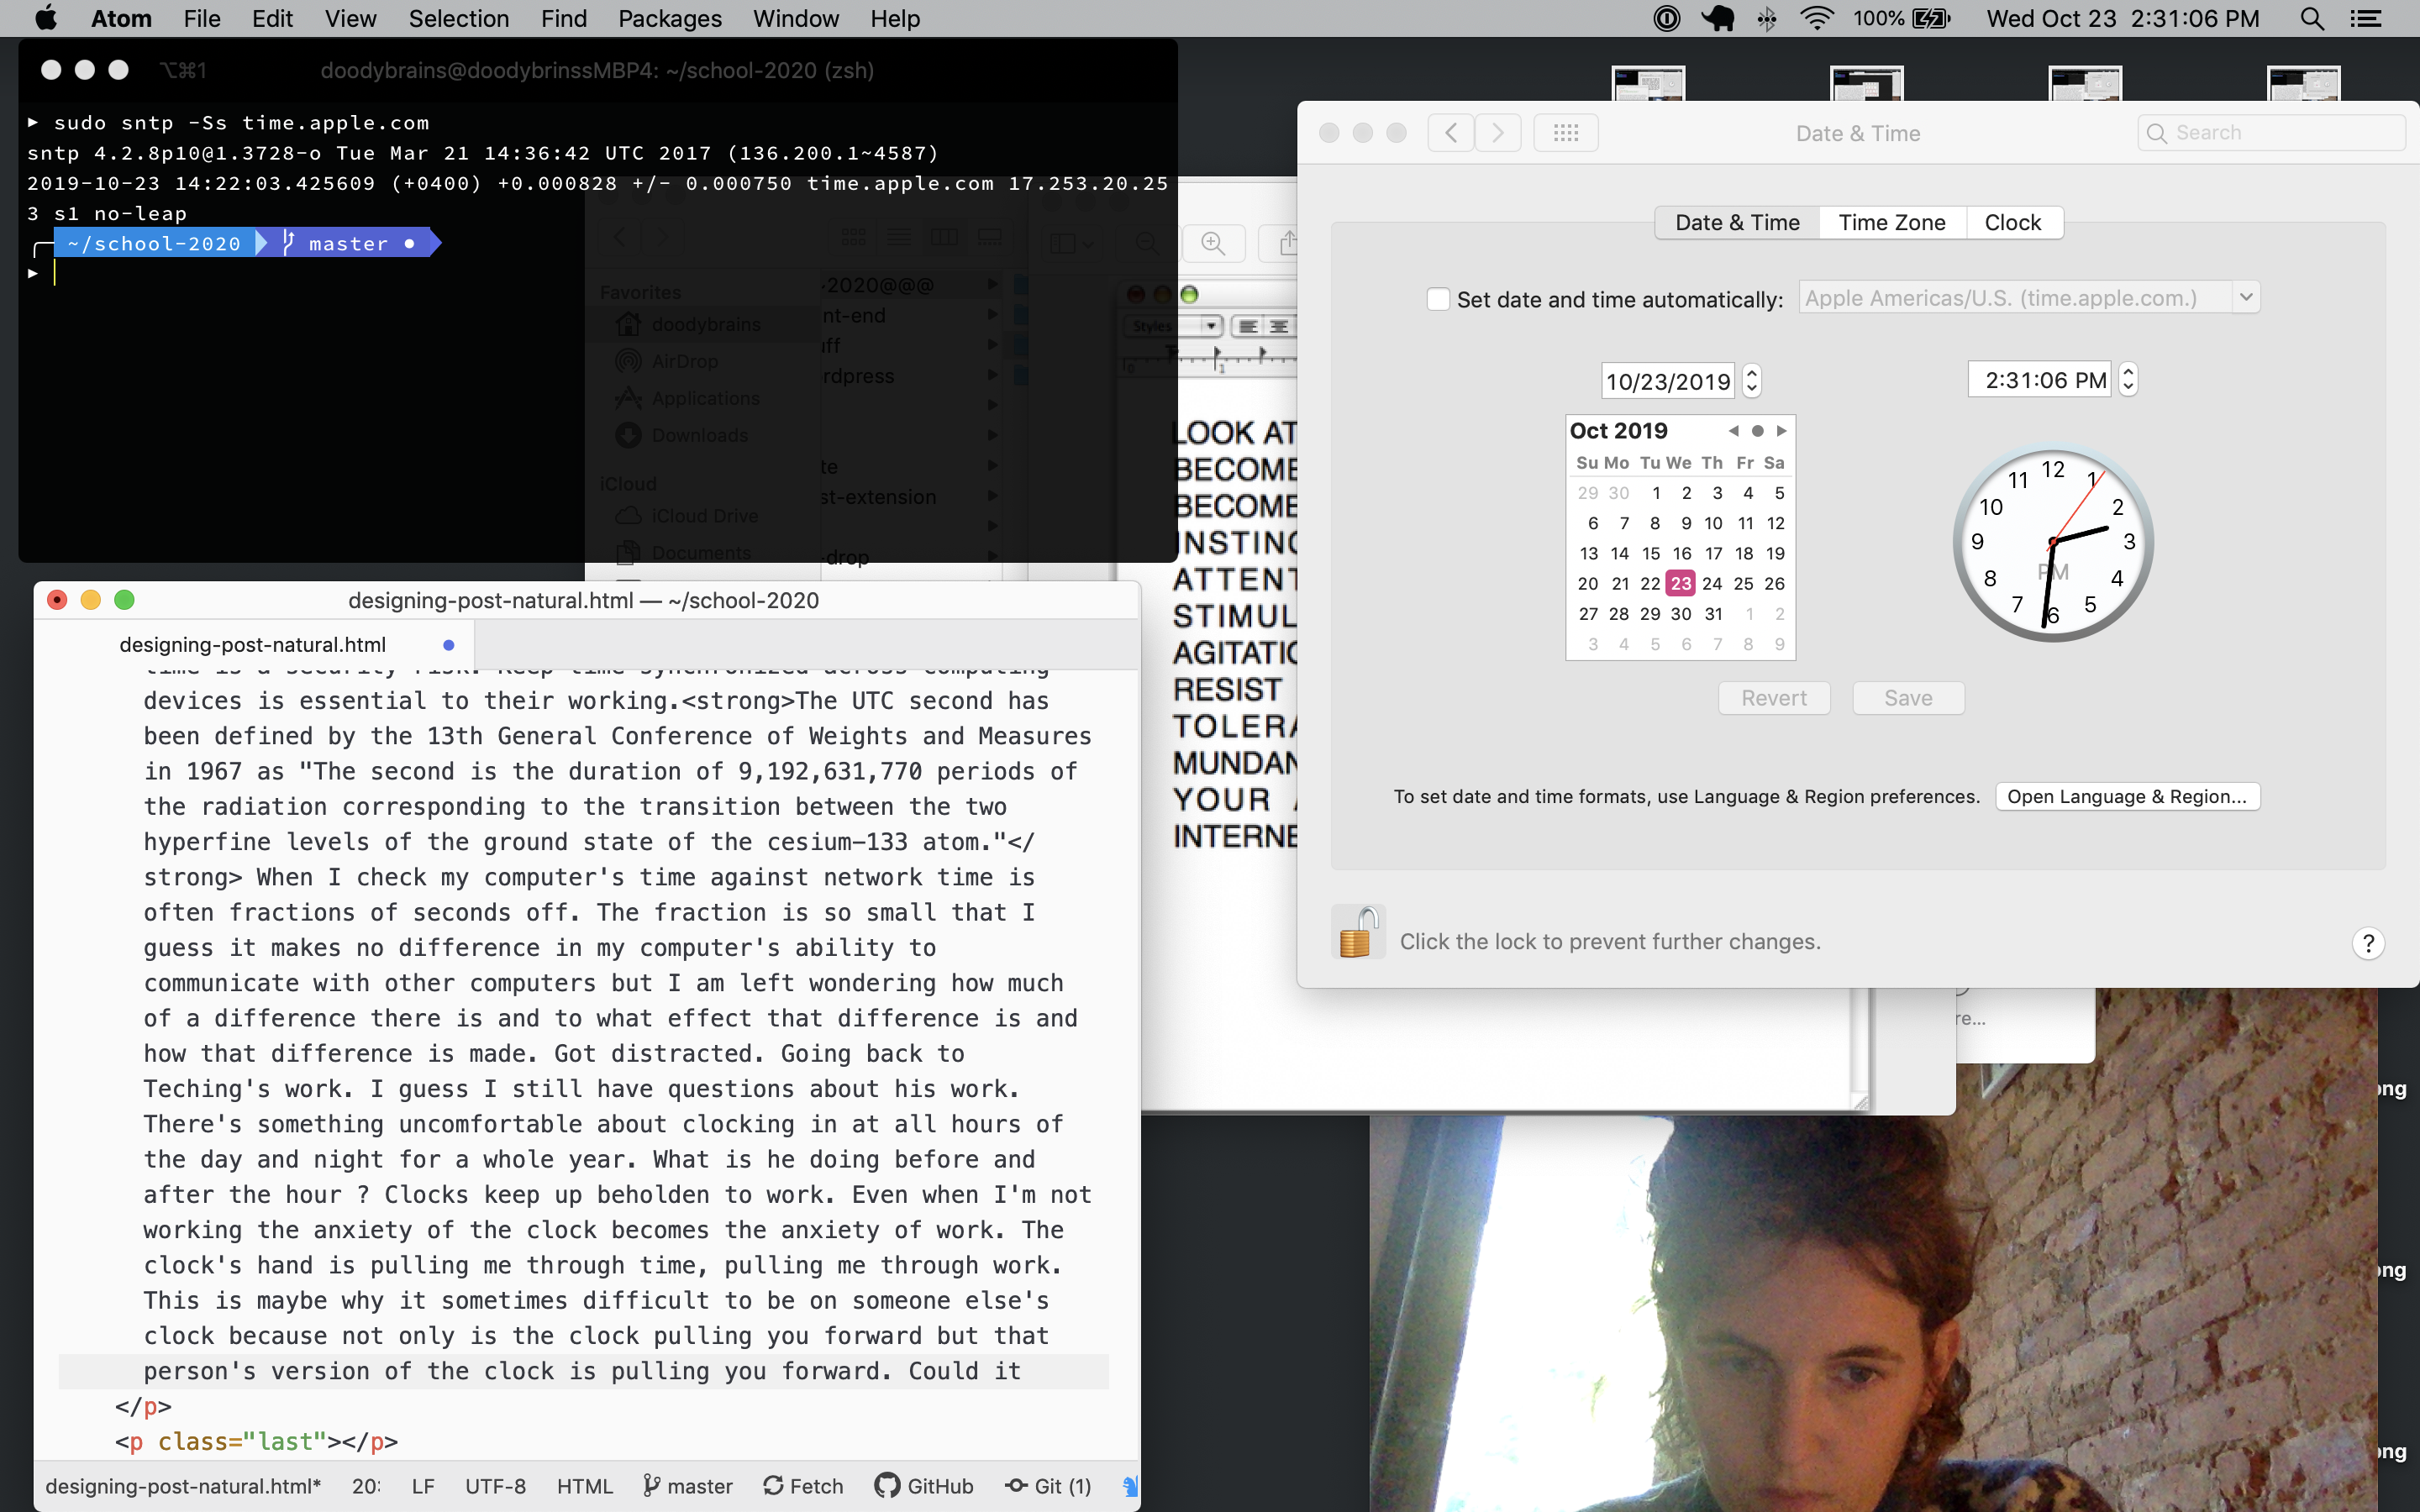 Atom File Edit View Selection Find Packages Window Help 100% Wed Oct 23 2:31:06 PM
⌥⌘1 doodybrains@doodybrinssMBP4: ~/school-2020 (zsh)
▸ sudo sntp -Ss time.apple.com
sntp 4.2.8p10@1.3728-o Tue Mar 21 14:36:42 UTC 2017 (136.200.1~4587)
2019-10-23 14:22:03.425609 (+0400) +0.000828 +/- 0.000750 time.apple.com 17.253.20.25
3 s1 no-leap
~/school-2020 master
Favorites
doodybrains
AirDrop
Applications
Downloads
iCloud
iCloud Drive
Documents
-2020@@@
nt-end
uff
rdpress
te
st-extension
-drop
Styles
0 1
LOOK AT
BECOME
BECOME
INSTINC
ATTENT
STIMUL
AGITATIO
RESIST
TOLERA
MUNDAN
YOUR
INTERNE
Date & Time
Search
Date & Time Time Zone Clock
Set date and time automatically: Apple Americas/U.S. (time.apple.com.)
10/23/2019 2:31:06 PM
Oct 2019
Su Mo Tu We Th Fr Sa
29 30 1 2 3 4 5
6 7 8 9 10 11 12
13 14 15 16 17 18 19
20 21 22 23 24 25 26
27 28 29 30 31 1 2
3 4 5 6 7 8 9
12 1 2 3 4 5 6 7 8 9 10 11
PM
Revert Save
To set date and time formats, use Language & Region preferences. Open Language & Region...
Click the lock to prevent further changes. ?
re...
ong
ong
ong
designing-post-natural.html — ~/school-2020
designing-post-natural.html
time is a security risk. Keep time synchronized across computing
devices is essential to their working.<strong>The UTC second has
been defined by the 13th General Conference of Weights and Measures
in 1967 as "The second is the duration of 9,192,631,770 periods of
the radiation corresponding to the transition between the two
hyperfine levels of the ground state of the cesium-133 atom."</
strong> When I check my computer's time against network time is
often fractions of seconds off. The fraction is so small that I
guess it makes no difference in my computer's ability to
communicate with other computers but I am left wondering how much
of a difference there is and to what effect that difference is and
how that difference is made. Got distracted. Going back to
Teching's work. I guess I still have questions about his work.
There's something uncomfortable about clocking in at all hours of
the day and night for a whole year. What is he doing before and
after the hour ? Clocks keep up beholden to work. Even when I'm not
working the anxiety of the clock becomes the anxiety of work. The
clock's hand is pulling me through time, pulling me through work.
This is maybe why it sometimes difficult to be on someone else's
clock because not only is the clock pulling you forward but that
person's version of the clock is pulling you forward. Could it
</p>
<p class="last"></p>
designing-post-natural.html* 20: LF UTF-8 HTML master Fetch GitHub Git (1)